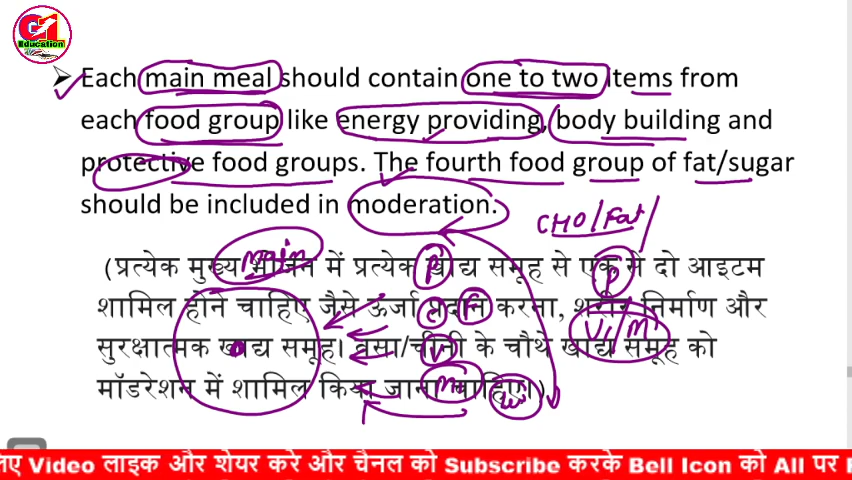 Education
➢ Each main meal should contain one to two items from
each food group like energy providing, body building and
protective food groups. The fourth food group of fat/sugar
should be included in moderation.
CHO/Fat/
main
P
P
F
V/M
V
(प्रत्येक मुख्य भोजन में प्रत्येक खाद्य समूह से एक से दो आइटम
शामिल होने चाहिए जैसे ऊर्जा प्रदान करना, शरीर निर्माण और
सुरक्षात्मक खाद्य समूह। वसा/चीनी के चौथे खाद्य समूह को
मॉडरेशन में शामिल किया जाना चाहिए।)
लिए Video लाइक और शेयर करे और चैनल को Subscribe करके Bell Icon को All पर